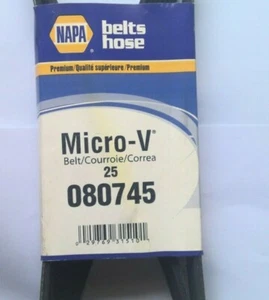 NAPA belts
hose
Premium/Qualité supérieure/Premium
Micro-V®
Belt/Courroie/Correa
25
080745